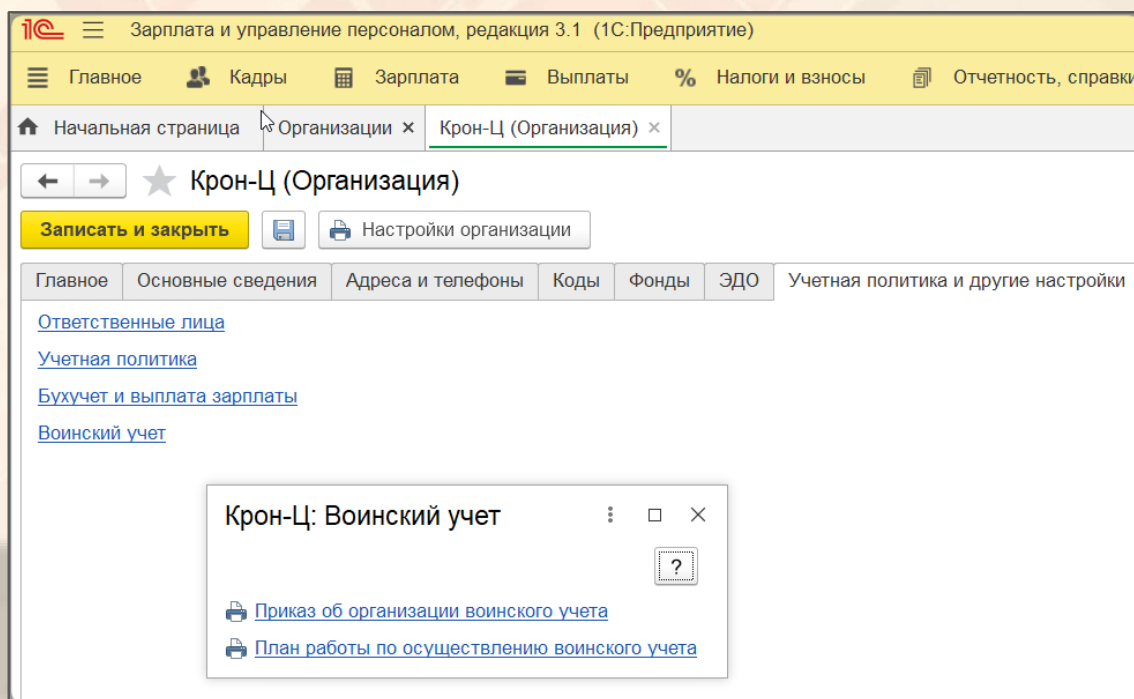 1С Зарплата и управление персоналом, редакция 3.1 (1С:Предприятие)
Главное Кадры Зарплата Выплаты % Налоги и взносы Отчетность, справки
Начальная страница Организации × Крон-Ц (Организация) ×
Крон-Ц (Организация)
Записать и закрыть Настройки организации
Главное Основные сведения Адреса и телефоны Коды Фонды ЭДО Учетная политика и другие настройки
Ответственные лица
Учетная политика
Бухучет и выплата зарплаты
Воинский учет
Крон-Ц: Воинский учет
?
Приказ об организации воинского учета
План работы по осуществлению воинского учета